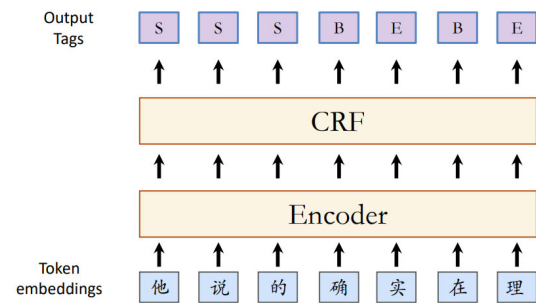 Output Tags S S S B E B E
CRF
Encoder
Token embeddings 他 说 的 确 实 在 理